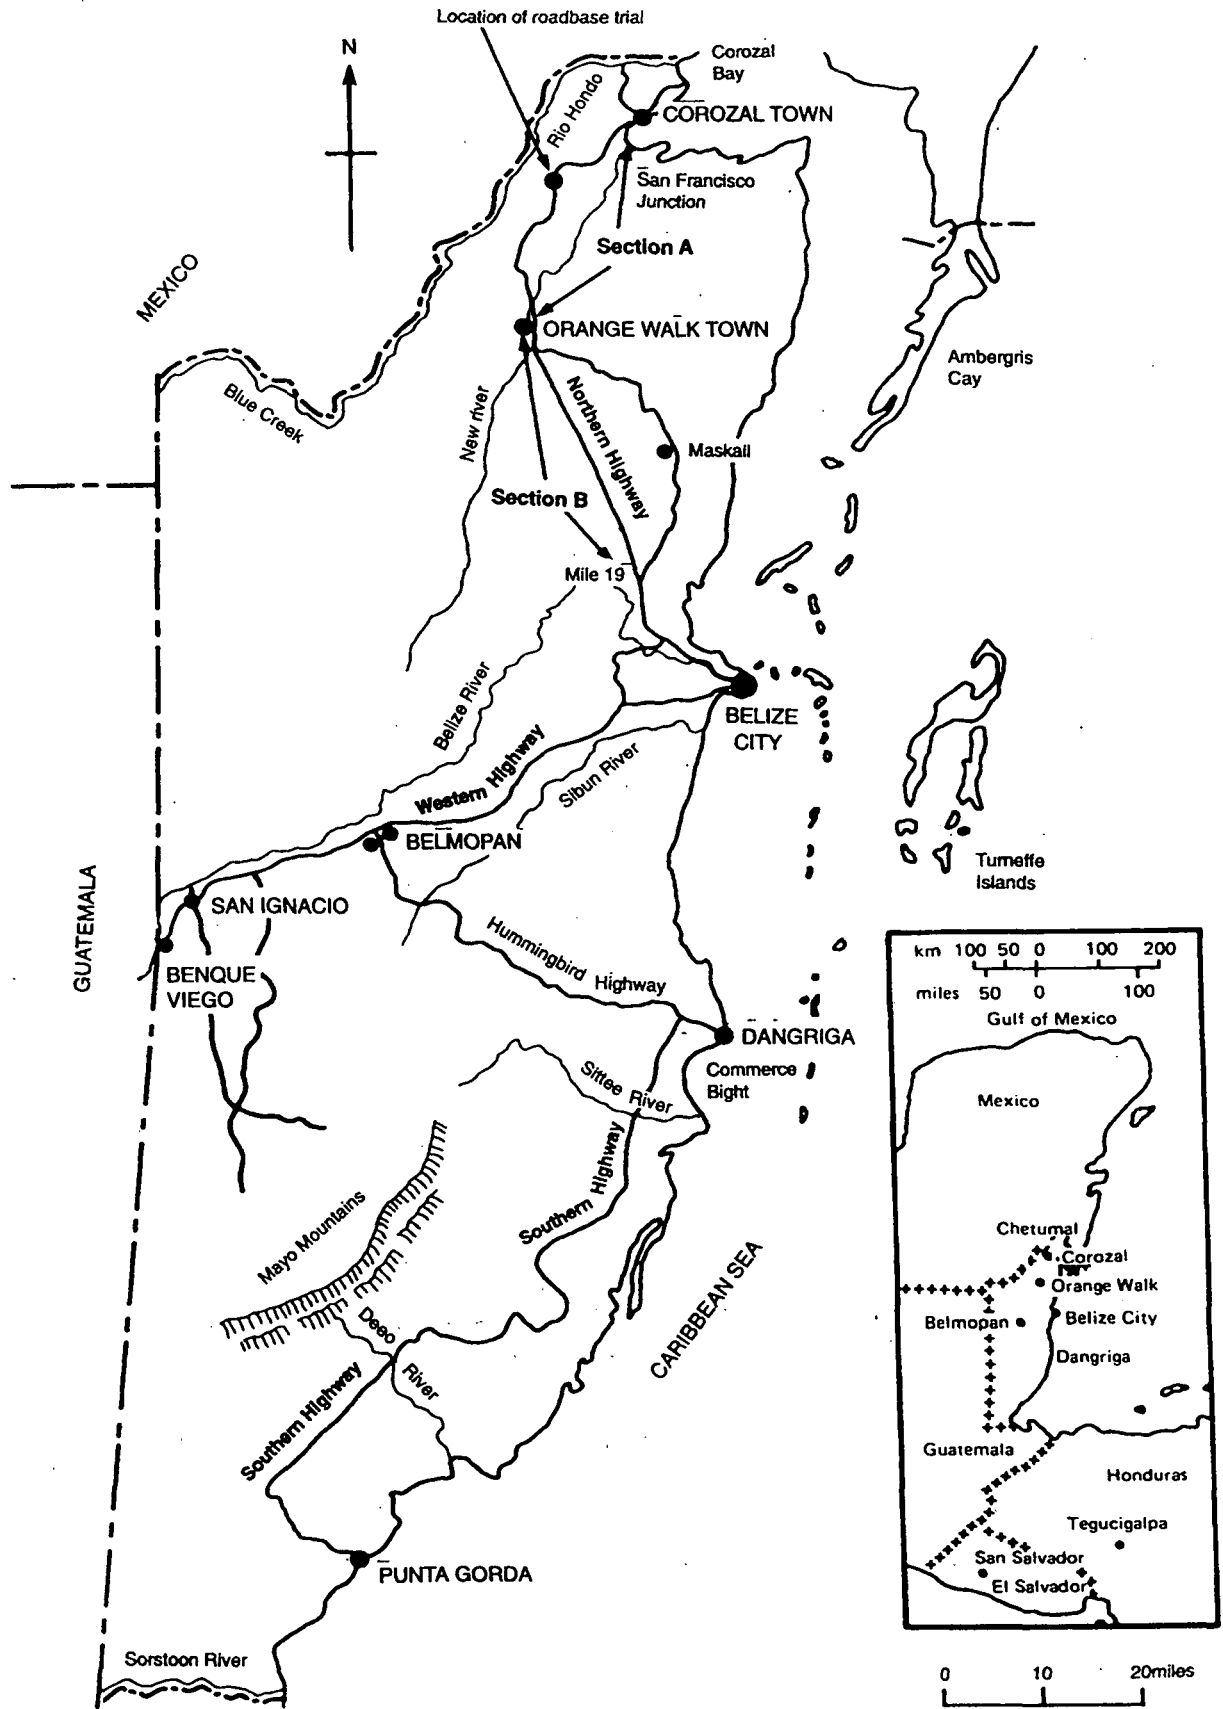 Location of roadbase trial
N
Corozal
Bay
Rio Hondo
COROZAL TOWN
San Francisco
Junction
Section A
MEXICO
ORANGE WALK TOWN
Ambergris
Cay
Blue Creek
New river
Northern Highway
Maskall
Section B
Mile 19
Belize River
BELIZE
CITY
Western Highway
Sibun River
BELMOPAN
Turneffe
Islands
GUATEMALA
SAN IGNACIO
Hummingbird Highway
BENQUE
VIEGO
DANGRIGA
Commerce
Bight
Sittee River
Southern Highway
Mayo Mountains
CARIBBEAN SEA
Deep
River
Southern Highway
PUNTA GORDA
Sorstoon River
km 100 50 0 100 200
miles 50 0 100
Gulf of Mexico
Mexico
Chetumal
Corozal
Orange Walk
Belmopan
Belize City
Dangriga
Guatemala
Honduras
Tegucigalpa
San Salvador
El Salvador
0 10 20miles